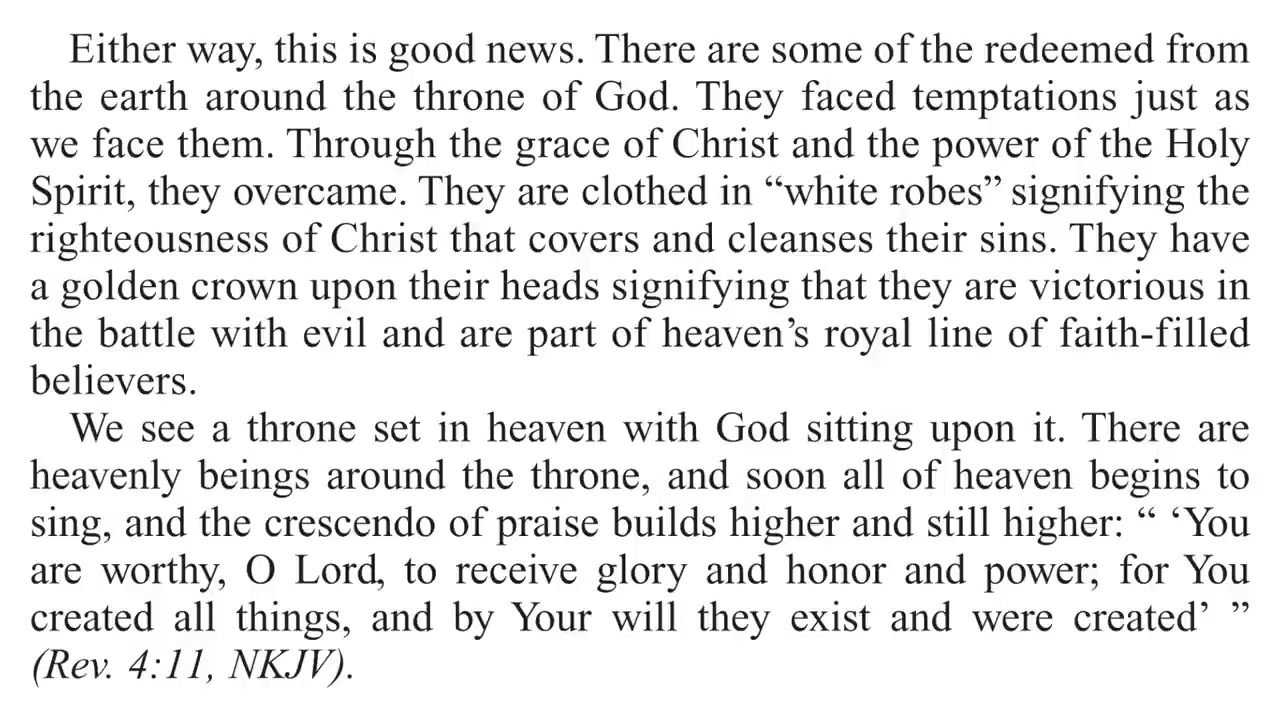 Either way, this is good news. There are some of the redeemed from
the earth around the throne of God. They faced temptations just as
we face them. Through the grace of Christ and the power of the Holy
Spirit, they overcame. They are clothed in “white robes” signifying the
righteousness of Christ that covers and cleanses their sins. They have
a golden crown upon their heads signifying that they are victorious in
the battle with evil and are part of heaven’s royal line of faith-filled
believers.
We see a throne set in heaven with God sitting upon it. There are
heavenly beings around the throne, and soon all of heaven begins to
sing, and the crescendo of praise builds higher and still higher: “ ‘You
are worthy, O Lord, to receive glory and honor and power; for You
created all things, and by Your will they exist and were created’ ”
(Rev. 4:11, NKJV).